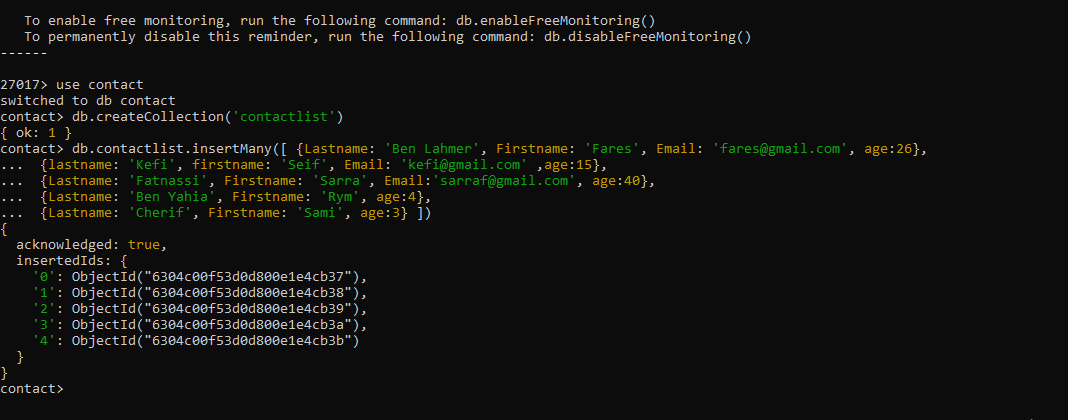 To enable free monitoring, run the following command: db.enableFreeMonitoring()
To permanently disable this reminder, run the following command: db.disableFreeMonitoring()
------
27017> use contact
switched to db contact
contact> db.createCollection('contactlist')
{ ok: 1 }
contact> db.contactlist.insertMany([ {Lastname: 'Ben Lahmer', Firstname: 'Fares', Email: 'fares@gmail.com', age:26},
...  {lastname: 'Kefi', firstname: 'Seif', Email: 'kefi@gmail.com' ,age:15},
...  {Lastname: 'Fatnassi', Firstname: 'Sarra', Email:'sarraf@gmail.com', age:40},
...  {Lastname: 'Ben Yahia', Firstname: 'Rym', age:4},
...  {Lastname: 'Cherif', Firstname: 'Sami', age:3} ])
{
  acknowledged: true,
  insertedIds: {
    '0': ObjectId("6304c00f53d0d800e1e4cb37"),
    '1': ObjectId("6304c00f53d0d800e1e4cb38"),
    '2': ObjectId("6304c00f53d0d800e1e4cb39"),
    '3': ObjectId("6304c00f53d0d800e1e4cb3a"),
    '4': ObjectId("6304c00f53d0d800e1e4cb3b")
  }
}
contact>